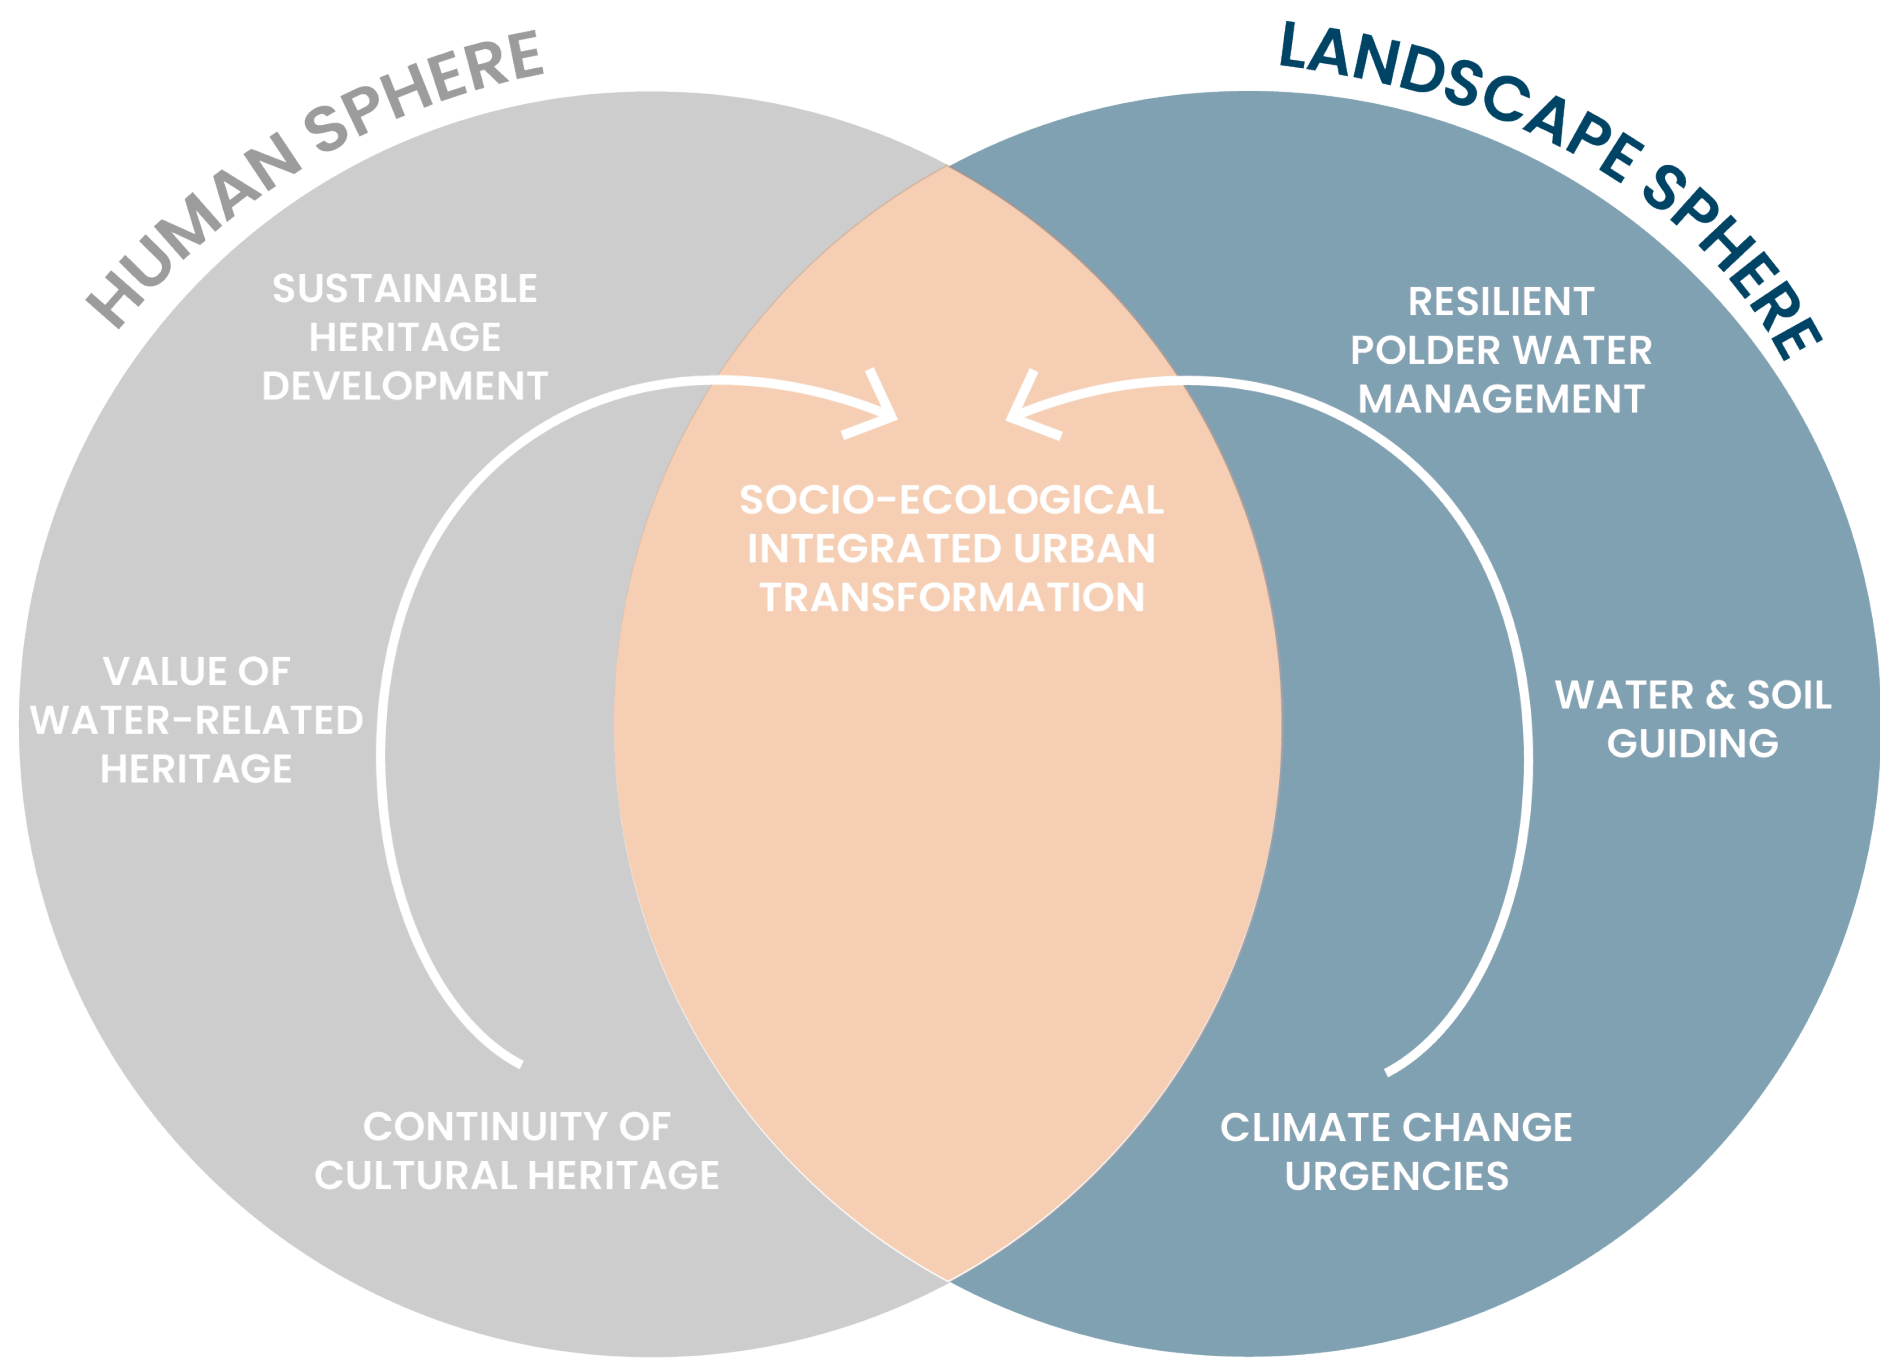 HUMAN SPHERE
LANDSCAPE SPHERE
SUSTAINABLE
HERITAGE
DEVELOPMENT
RESILIENT
POLDER WATER
MANAGEMENT
SOCIO-ECOLOGICAL
INTEGRATED URBAN
TRANSFORMATION
VALUE OF
WATER-RELATED
HERITAGE
WATER & SOIL
GUIDING
CONTINUITY OF
CULTURAL HERITAGE
CLIMATE CHANGE
URGENCIES